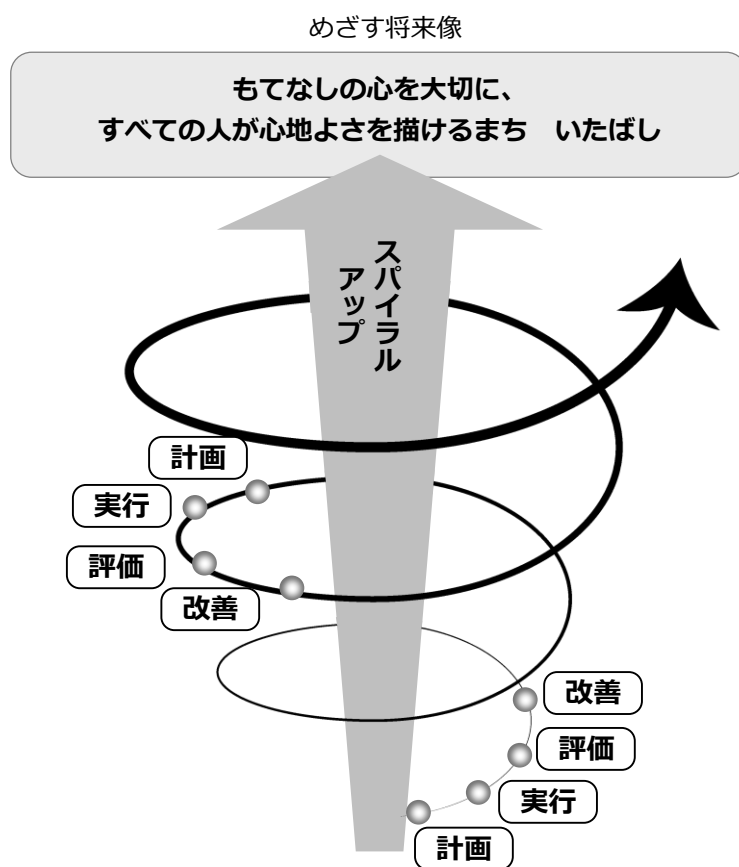 めざす将来像
もてなしの心を大切に、
すべての人が心地よさを描けるまち　いたばし
スパイラル
アップ
計画
実行
評価
改善
改善
評価
実行
計画